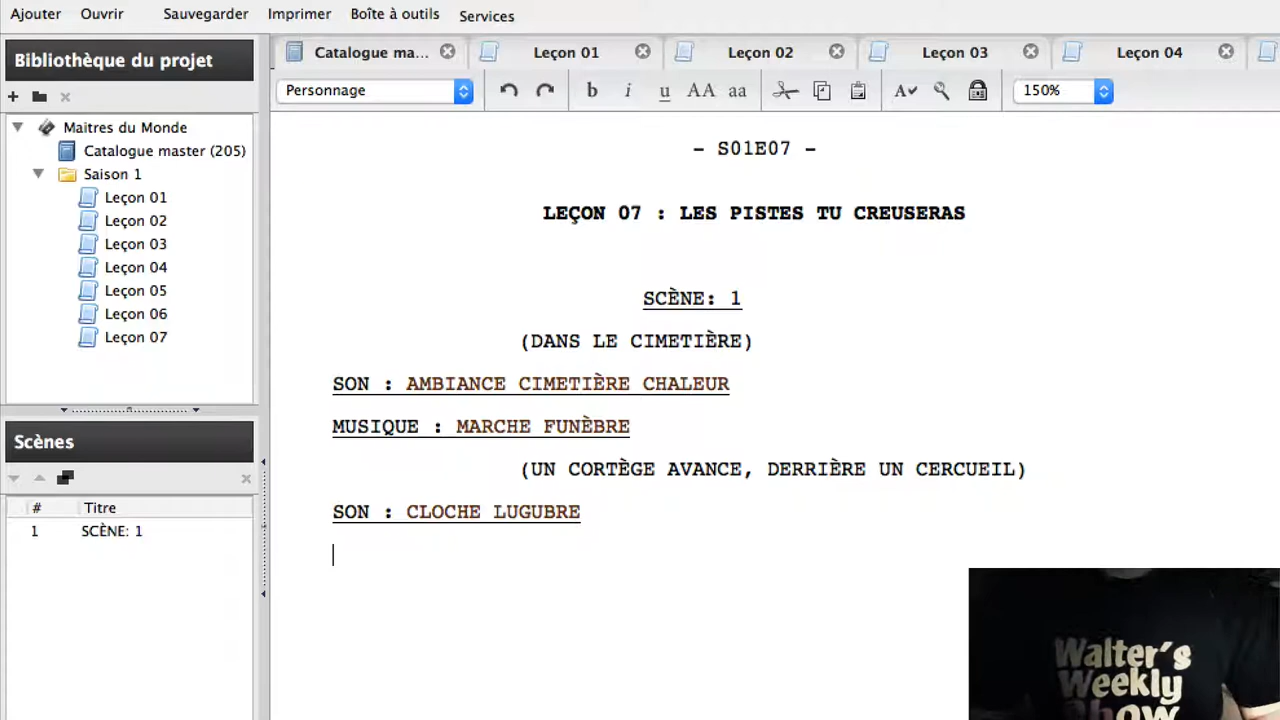 Ajouter Ouvrir Sauvegarder Imprimer Boîte à outils Services
Bibliothèque du projet
Catalogue ma... Leçon 01 Leçon 02 Leçon 03 Leçon 04
Personnage b i u AA aa A 150%
Maitres du Monde
Catalogue master (205)
Saison 1
Leçon 01
Leçon 02
Leçon 03
Leçon 04
Leçon 05
Leçon 06
Leçon 07
Scènes
# Titre
1 SCÈNE: 1
- S01E07 -
LEÇON 07 : LES PISTES TU CREUSERAS
SCÈNE: 1
(DANS LE CIMETIÈRE)
SON : AMBIANCE CIMETIÈRE CHALEUR
MUSIQUE : MARCHE FUNÈBRE
(UN CORTÈGE AVANCE, DERRIÈRE UN CERCUEIL)
SON : CLOCHE LUGUBRE
Walter's
Weekly
Show